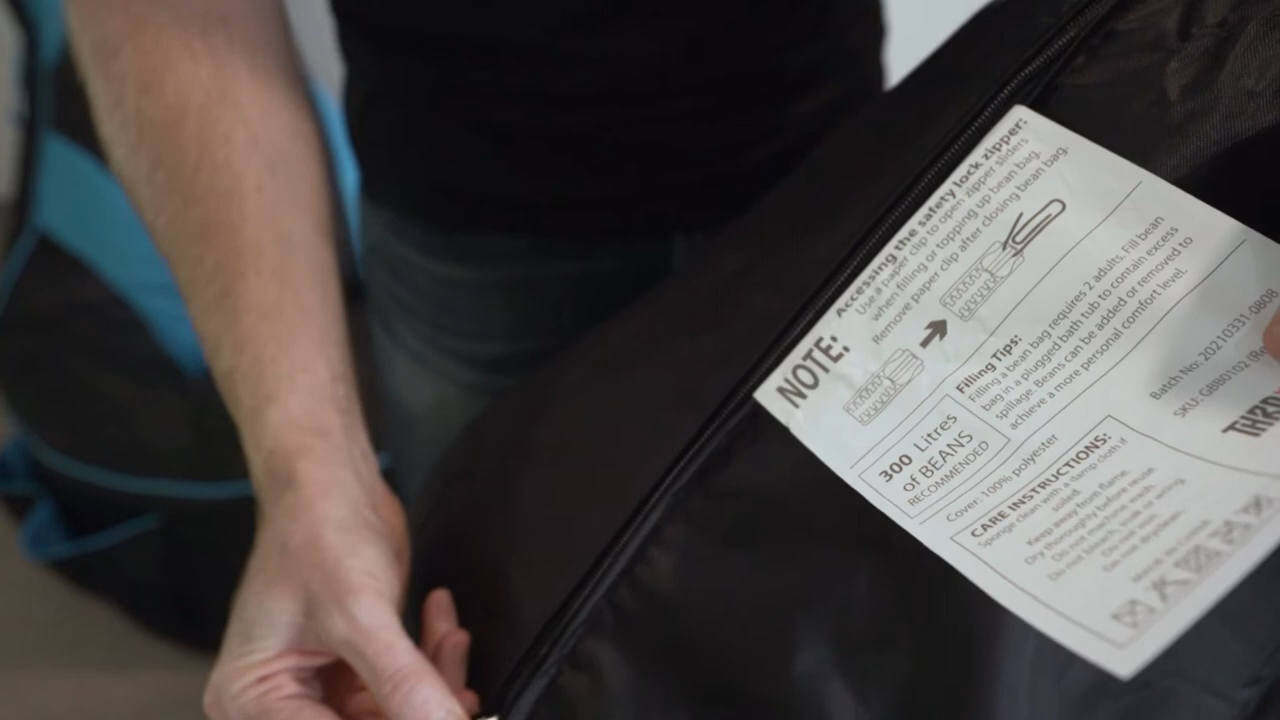 NOTE:
Accessing the safety lock zipper:
Use a paper clip to open zipper sliders
when filling or topping up bean bag.
Remove paper clip after closing bean bag.
300 Litres
of BEANS
RECOMMENDED
Filling Tips:
Filling a bean bag requires 2 adults. Fill bean
bag in a plugged bath tub to contain excess
spillage. Beans can be added or removed to
achieve a more personal comfort level.
Cover: 100% polyester
CARE INSTRUCTIONS:
Sponge clean with a damp cloth if
soiled.
Keep away from flame.
Dry thoroughly before reuse.
Do not machine wash.
Do not bleach, soak or wring.
Do not iron.
Do not dryclean.
Batch No: 20210331-0808
SKU: GBB0102